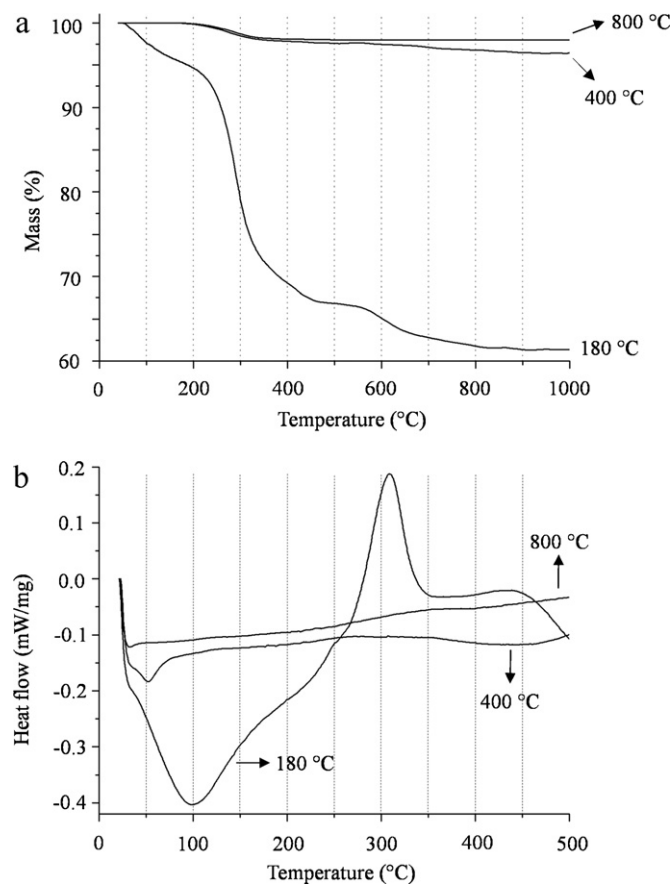 a
100
90
80
70
60
Mass (%)
800 °C
400 °C
180 °C
0 200 400 600 800 1000
Temperature (°C)
b
0.2
0.1
0.0
-0.1
-0.2
-0.3
-0.4
Heat flow (mW/mg)
800 °C
400 °C
180 °C
0 100 200 300 400 500
Temperature (°C)